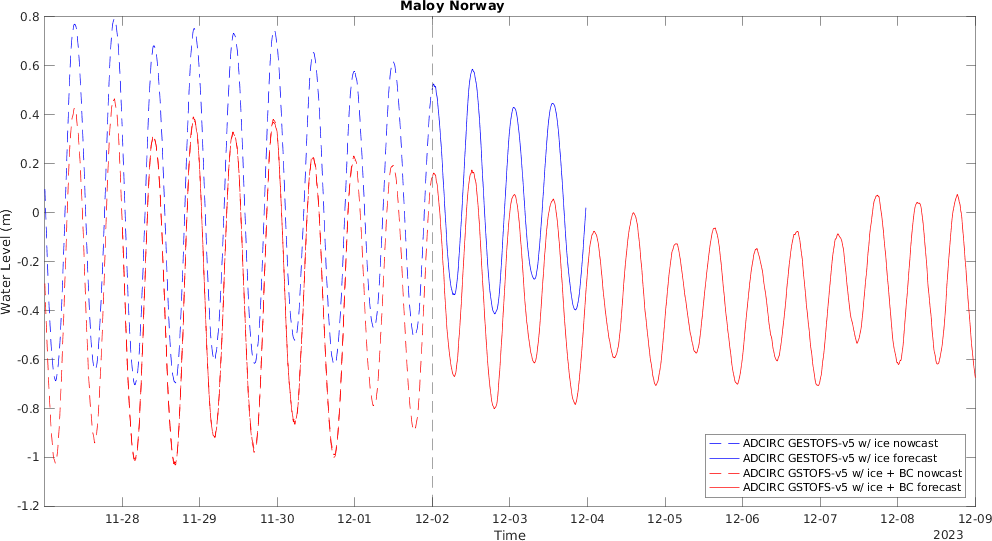 Maloy Norway
0.8
0.6
0.4
0.2
0
-0.2
-0.4
-0.6
-0.8
-1
-1.2
Water Level (m)
ADCIRC GESTOFS-v5 w/ ice nowcast
ADCIRC GESTOFS-v5 w/ ice forecast
ADCIRC GSTOFS-v5 w/ ice + BC nowcast
ADCIRC GSTOFS-v5 w/ ice + BC forecast
11-28 11-29 11-30 12-01 12-02 12-03 12-04 12-05 12-06 12-07 12-08 12-09
Time
2023